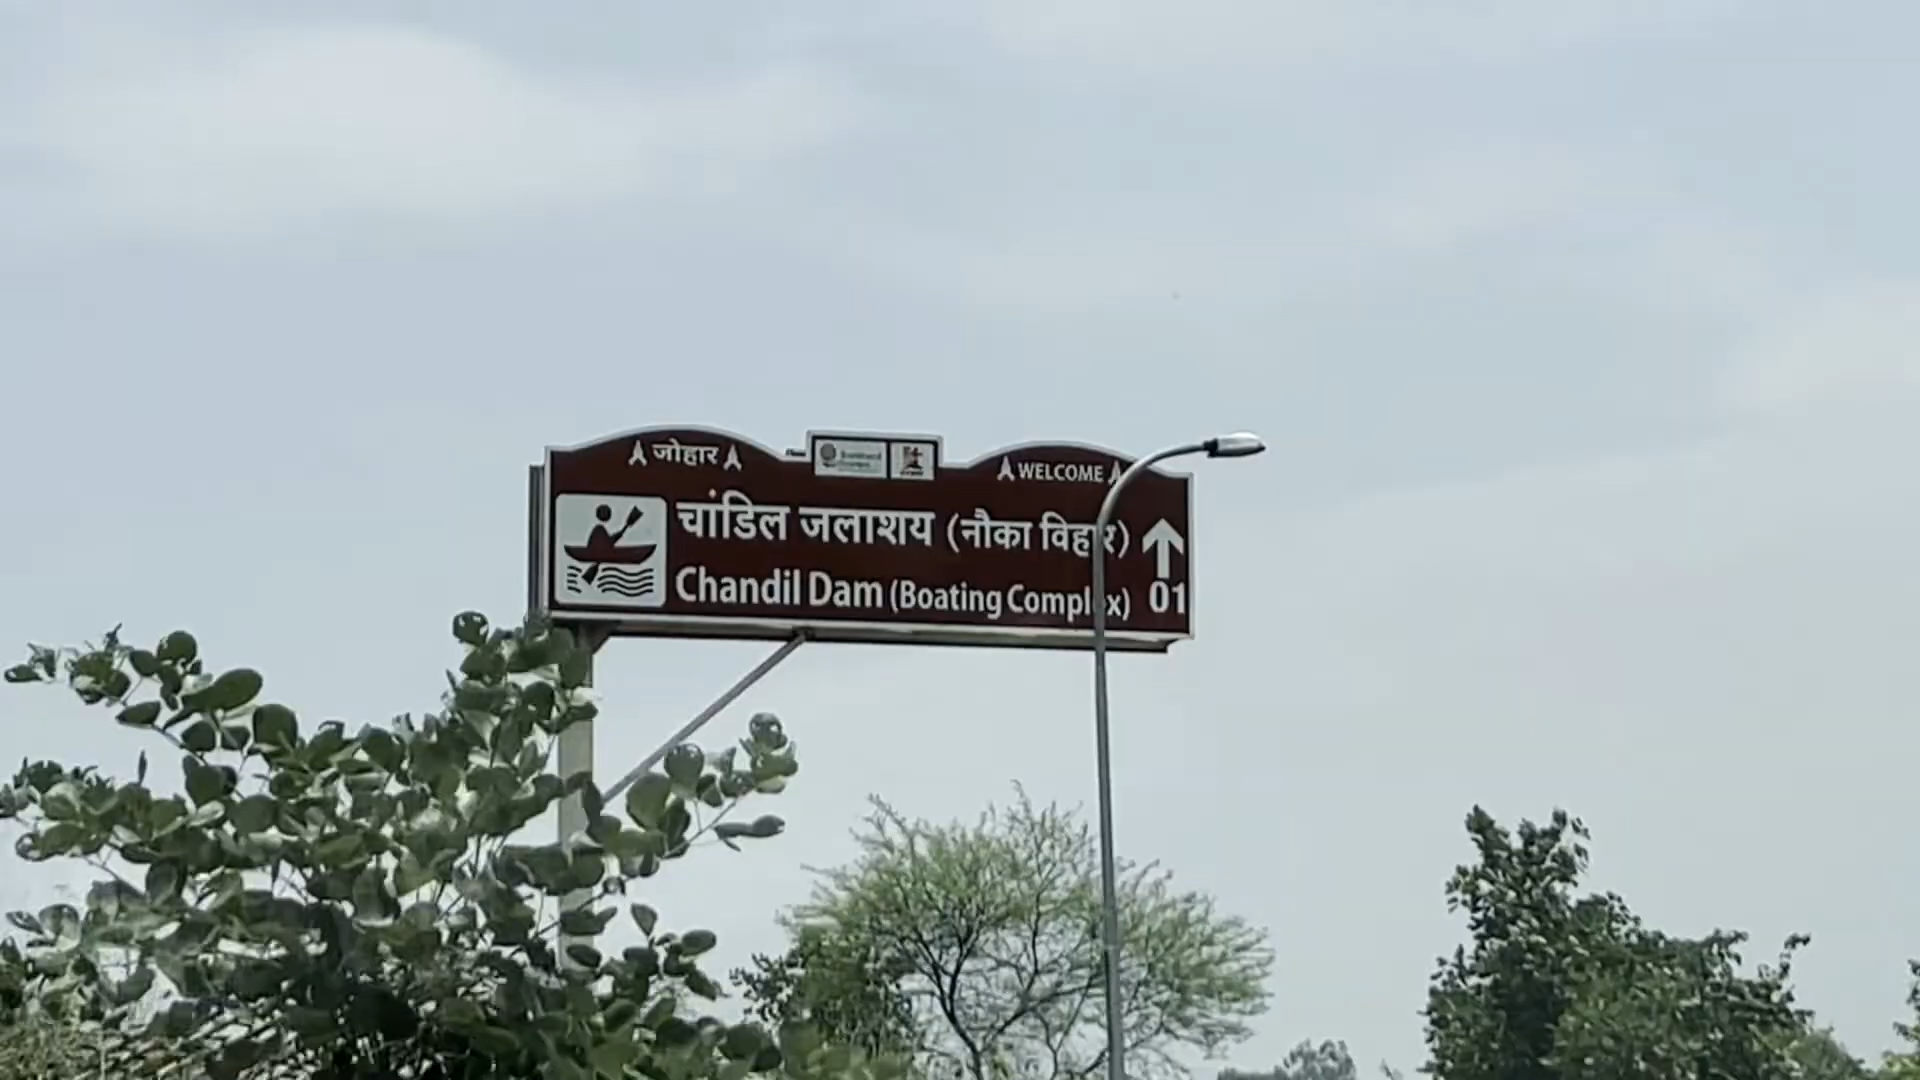 जोहार
WELCOME
चांडिल जलाशय (नौका विहार)
Chandil Dam (Boating Complex)
01